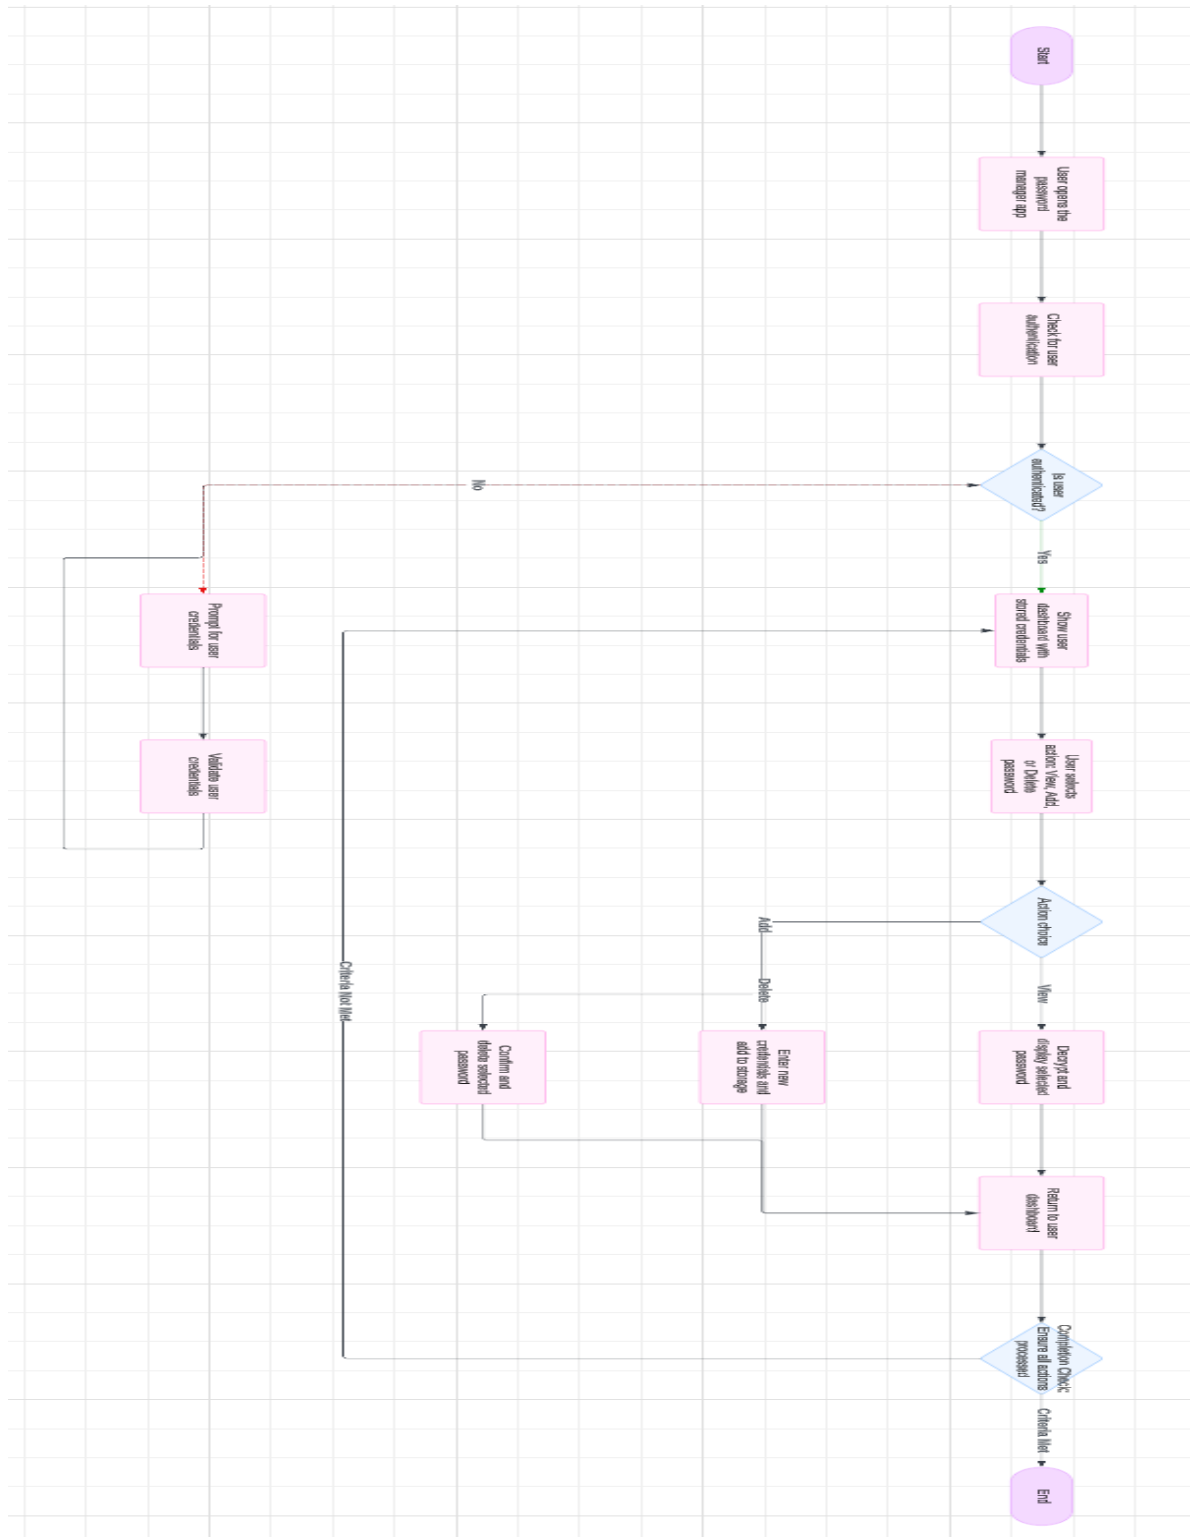 Start
User opens the
password
manager app
Check for user
authentication
Is user
authenticated?
No
Yes
Prompt for user
credentials
Validate user
credentials
Show user
dashboard with
stored credentials
User selects
action: View, Add,
or Delete
password
Action choice
Add
Delete
View
Confirm and
delete selected
password
Enter new
credentials and
add to storage
Decrypt and
display selected
password
Return to user
dashboard
Completion Check:
Ensure all actions
processed
Criteria Not Met
Criteria Met
End